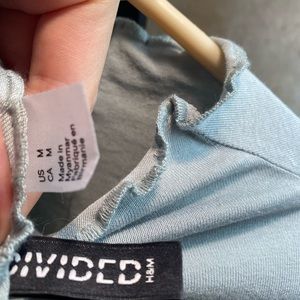 US M
CA M
Made in
Myanmar
Fabriqué en
Birmanie
DIVIDED
H&M